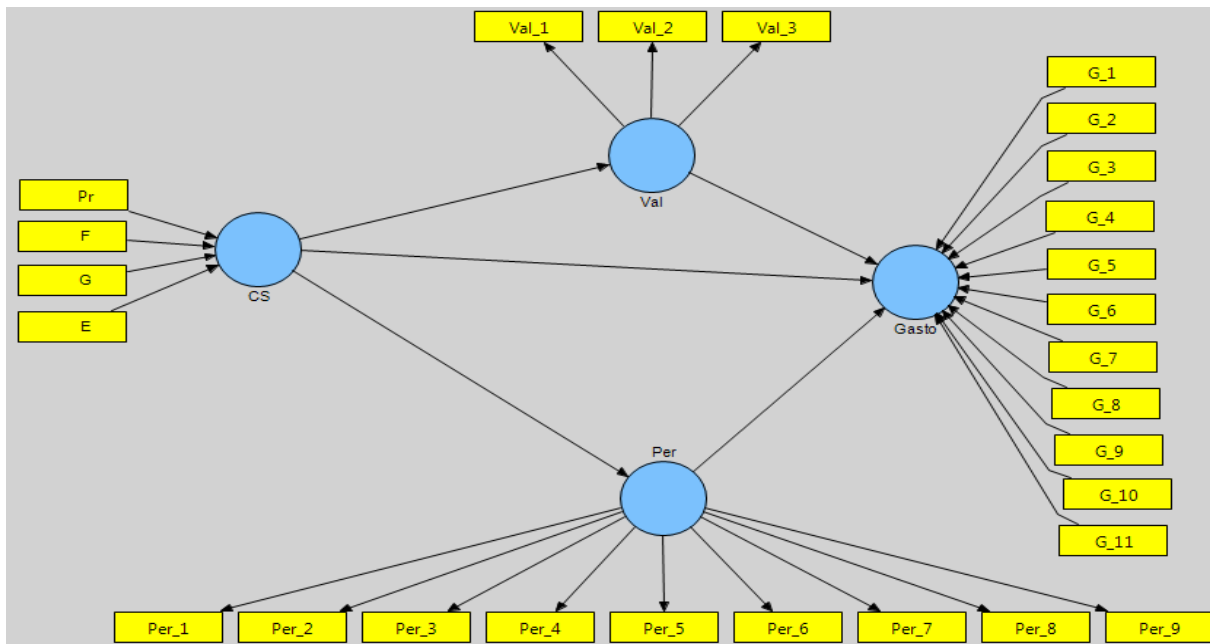 Val_1
Val_2
Val_3
Val
Pr
F
G
E
CS
G_1
G_2
G_3
G_4
G_5
G_6
G_7
G_8
G_9
G_10
G_11
Gasto
Per
Per_1
Per_2
Per_3
Per_4
Per_5
Per_6
Per_7
Per_8
Per_9